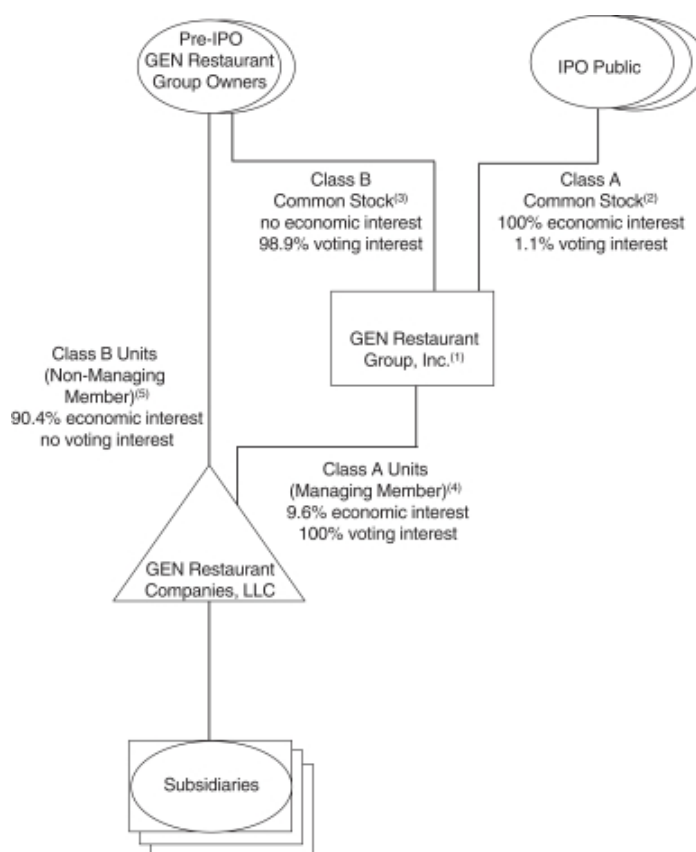 Pre-IPO
GEN Restaurant
Group Owners
IPO Public
Class B
Common Stock(3)
no economic interest
98.9% voting interest
Class A
Common Stock(2)
100% economic interest
1.1% voting interest
GEN Restaurant
Group, Inc.(1)
Class B Units
(Non-Managing
Member)(5)
90.4% economic interest
no voting interest
Class A Units
(Managing Member)(4)
9.6% economic interest
100% voting interest
GEN Restaurant
Companies, LLC
Subsidiaries